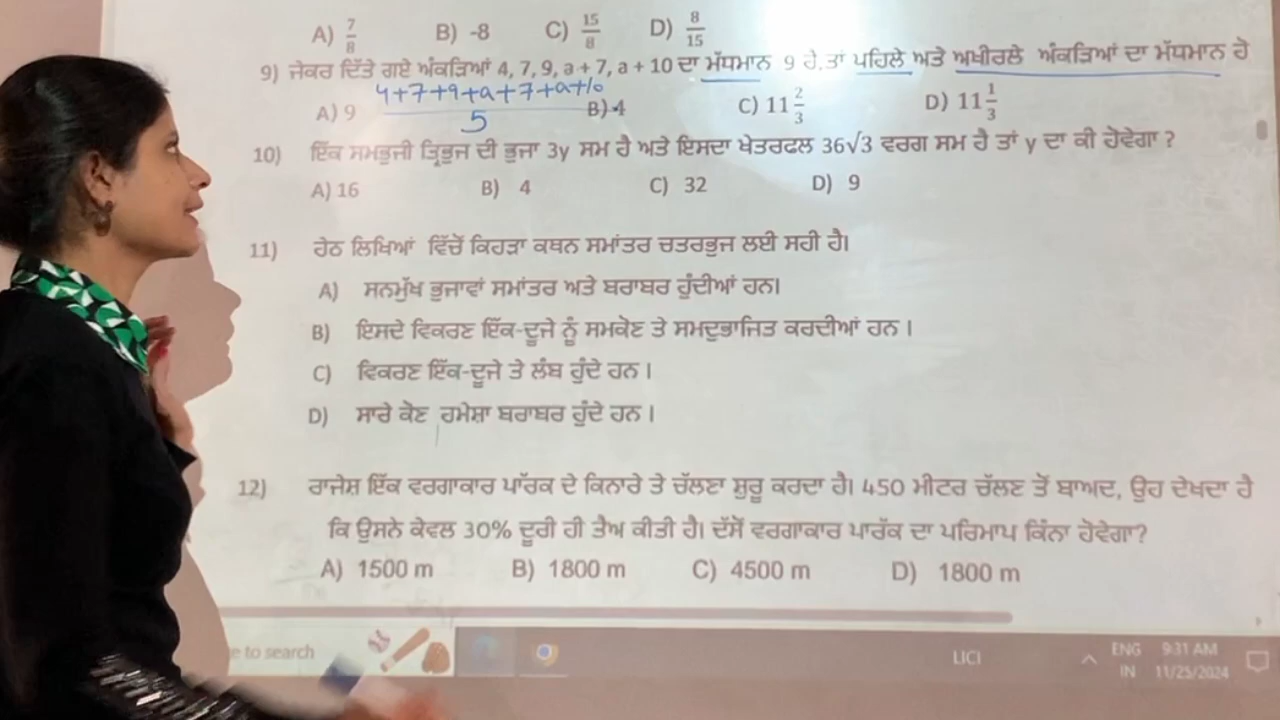 A) 7/8 B) -8 C) 15/8 D) 8/15
9) ਜੇਕਰ ਦਿੱਤੇ ਗਏ ਅੰਕੜਿਆਂ 4, 7, 9, a + 7, a + 10 ਦਾ ਮੱਧਮਾਨ 9 ਹੈ, ਤਾਂ ਪਹਿਲੇ ਅਤੇ ਅਖੀਰਲੇ ਅੰਕੜਿਆਂ ਦਾ ਮੱਧਮਾਨ ਹੋ
4+7+9+a+7+a+10
5
A) 9 B) 4 C) 11 2/3 D) 11 1/3
10) ਇੱਕ ਸਮਭੁਜੀ ਤ੍ਰਿਭੁਜ ਦੀ ਭੁਜਾ 3y ਸਮ ਹੈ ਅਤੇ ਇਸਦਾ ਖੇਤਰਫਲ 36√3 ਵਰਗ ਸਮ ਹੈ ਤਾਂ y ਦਾ ਕੀ ਹੋਵੇਗਾ ?
A) 16 B) 4 C) 32 D) 9
11) ਹੇਠ ਲਿਖਿਆਂ ਵਿੱਚੋਂ ਕਿਹੜਾ ਕਥਨ ਸਮਾਂਤਰ ਚਤਰਭੁਜ ਲਈ ਸਹੀ ਹੈ।
A) ਸਨਮੁੱਖ ਭੁਜਾਵਾਂ ਸਮਾਂਤਰ ਅਤੇ ਬਰਾਬਰ ਹੁੰਦੀਆਂ ਹਨ।
B) ਇਸਦੇ ਵਿਕਰਣ ਇੱਕ-ਦੂਜੇ ਨੂੰ ਸਮਕੋਣ ਤੇ ਸਮਦੁਭਾਜਿਤ ਕਰਦੀਆਂ ਹਨ ।
C) ਵਿਕਰਣ ਇੱਕ-ਦੂਜੇ ਤੇ ਲੰਬ ਹੁੰਦੇ ਹਨ ।
D) ਸਾਰੇ ਕੋਣ ਹਮੇਸ਼ਾ ਬਰਾਬਰ ਹੁੰਦੇ ਹਨ ।
12) ਰਾਜੇਸ਼ ਇੱਕ ਵਰਗਾਕਾਰ ਪਾੱਰਕ ਦੇ ਕਿਨਾਰੇ ਤੇ ਚੱਲਣਾ ਸ਼ੁਰੂ ਕਰਦਾ ਹੈ। 450 ਮੀਟਰ ਚੱਲਣ ਤੋਂ ਬਾਅਦ, ਉਹ ਦੇਖਦਾ ਹੈ
ਕਿ ਉਸਨੇ ਕੇਵਲ 30% ਦੂਰੀ ਹੀ ਤੈਅ ਕੀਤੀ ਹੈ। ਦੱਸੋਂ ਵਰਗਾਕਾਰ ਪਾਰੱਕ ਦਾ ਪਰਿਮਾਪ ਕਿੰਨਾ ਹੋਵੇਗਾ?
A) 1500 m B) 1800 m C) 4500 m D) 1800 m
e to search LICI ENG 9:31 AM
IN 11/25/2024